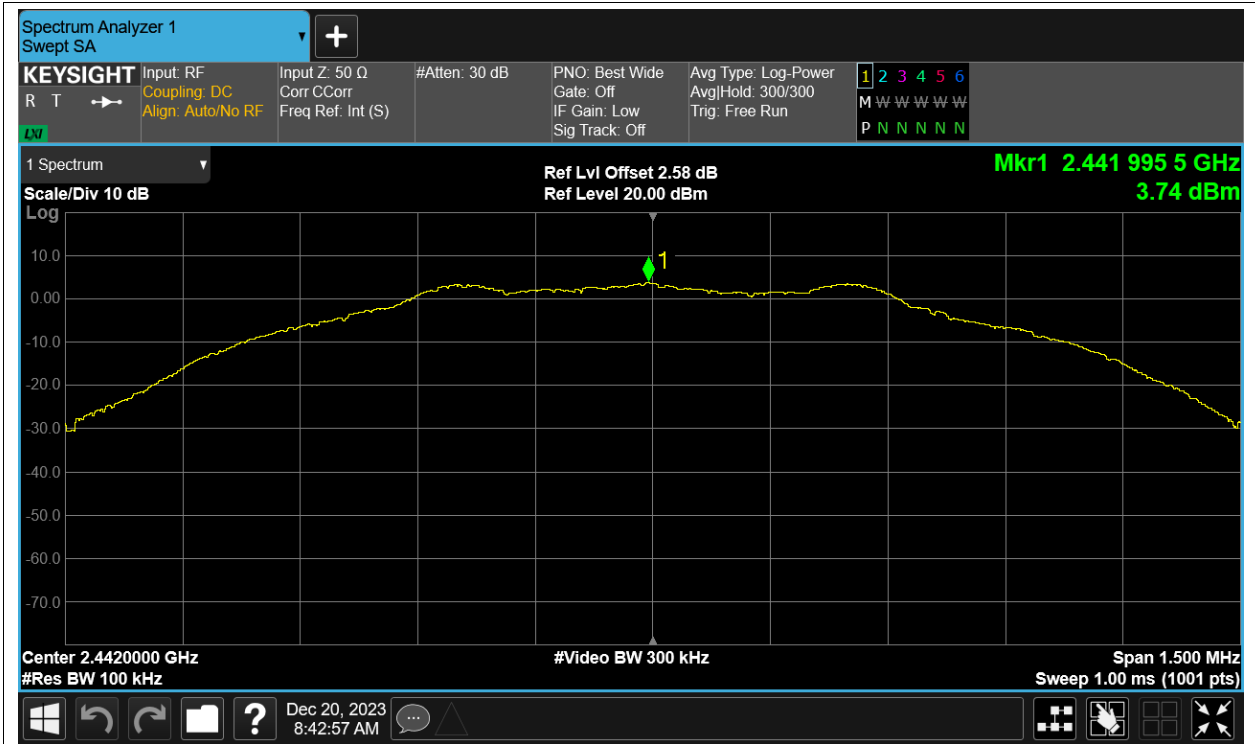 Spectrum Analyzer 1
Swept SA
+
KEYSIGHT
R T
LXI
Input: RF
Coupling: DC
Align: Auto/No RF
Input Z: 50 Ω
Corr CCorr
Freq Ref: Int (S)
#Atten: 30 dB
PNO: Best Wide
Gate: Off
IF Gain: Low
Sig Track: Off
Avg Type: Log-Power
Avg|Hold: 300/300
Trig: Free Run
1 2 3 4 5 6
M W W W W W
P N N N N N
1 Spectrum
Scale/Div 10 dB
Log
Ref Lvl Offset 2.58 dB
Ref Level 20.00 dBm
Mkr1 2.441 995 5 GHz
3.74 dBm
1
10.0
0.00
-10.0
-20.0
-30.0
-40.0
-50.0
-60.0
-70.0
Center 2.4420000 GHz
#Res BW 100 kHz
#Video BW 300 kHz
Span 1.500 MHz
Sweep 1.00 ms (1001 pts)
?
Dec 20, 2023
8:42:57 AM